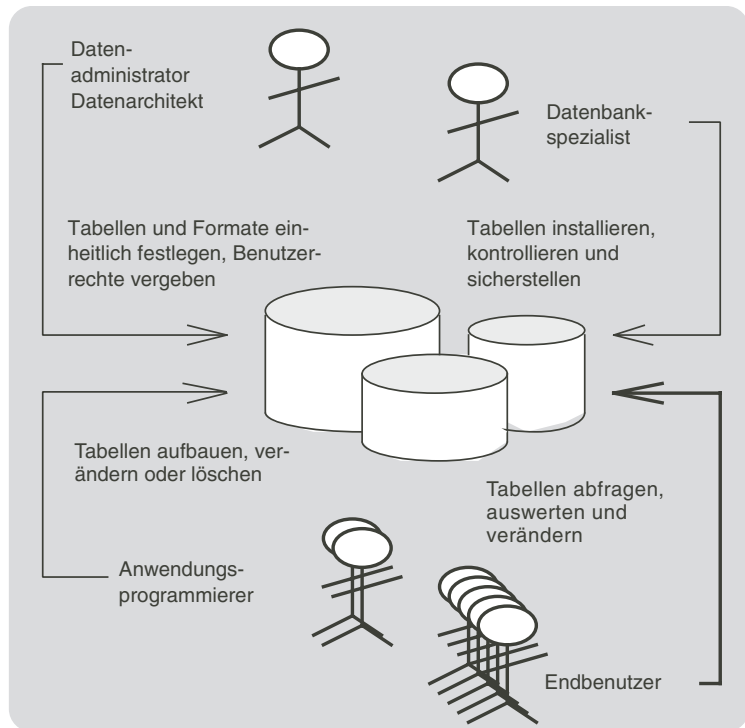 Daten-
administrator
Datenarchitekt
Datenbank-
spezialist
Tabellen und Formate ein-
heitlich festlegen, Benutzer-
rechte vergeben
Tabellen installieren,
kontrollieren und
sicherstellen
Tabellen aufbauen, ver-
ändern oder löschen
Tabellen abfragen,
auswerten und
verändern
Anwendungs-
programmierer
Endbenutzer